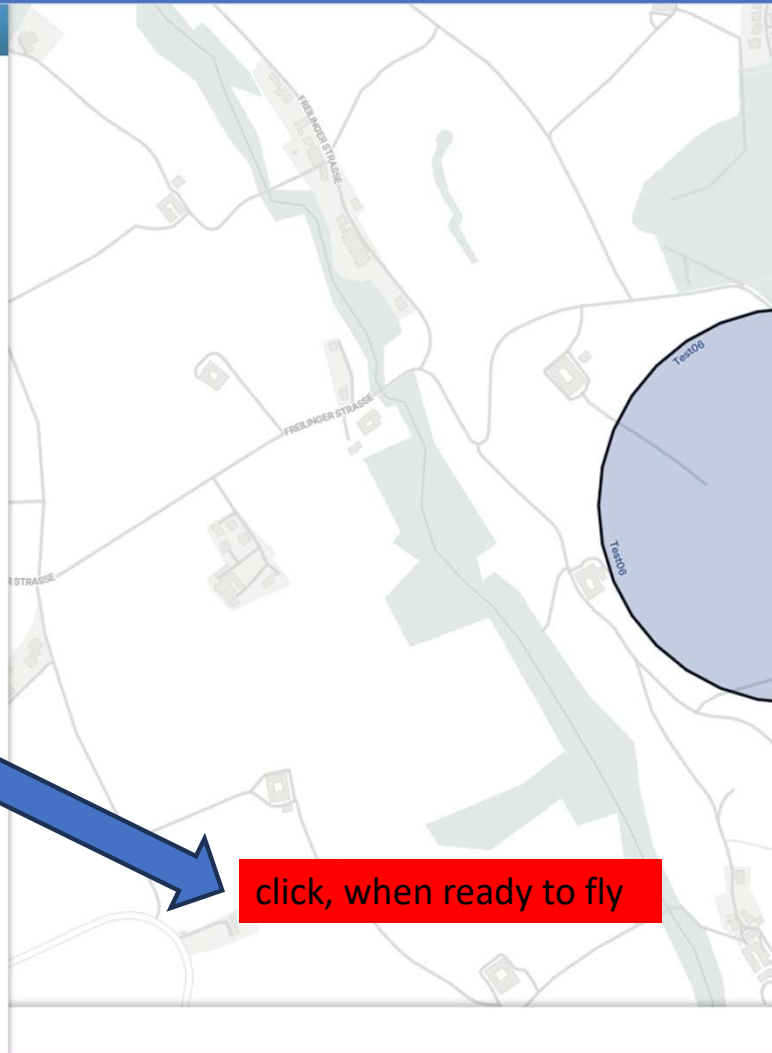 FREILINGER STRASSE
Test06
FREILINGER STRASSE
Test06
R STRASSE
click, when ready to fly